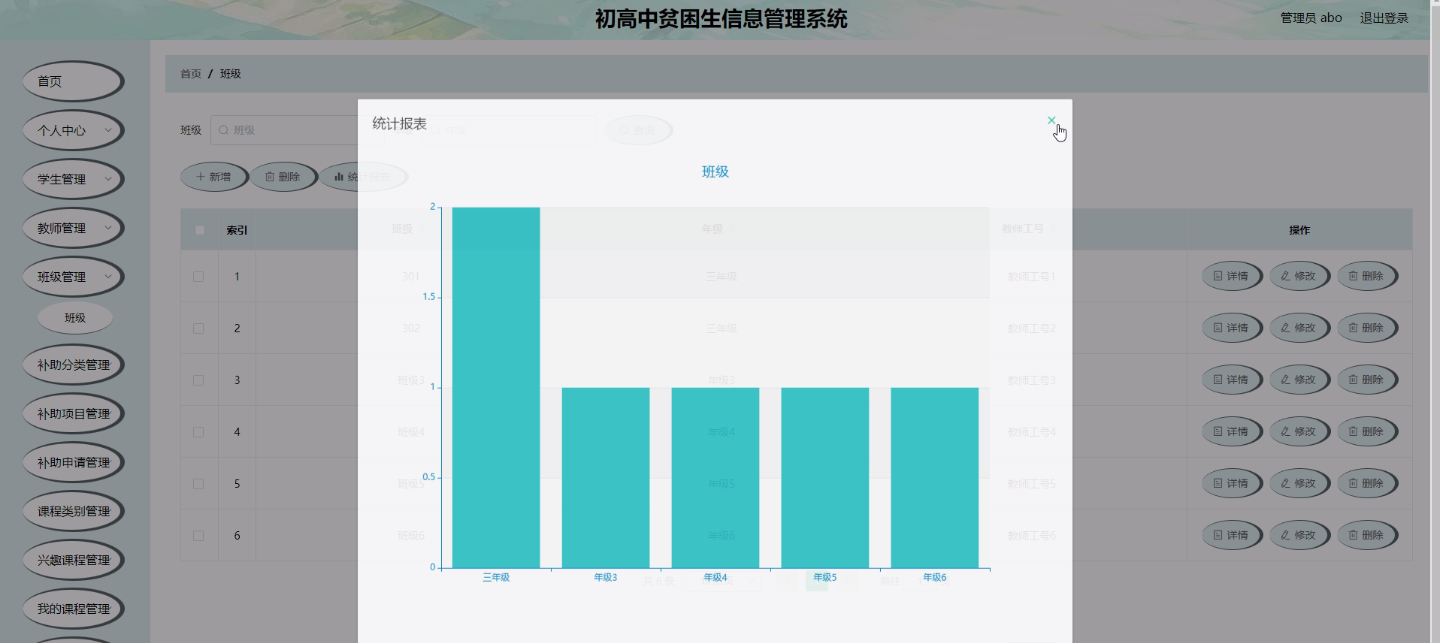 初高中贫困生信息管理系统
管理员 abo 退出登录
首页
个人中心
学生管理
教师管理
班级管理
班级
补助分类管理
补助项目管理
补助申请管理
课程类别管理
兴趣课程管理
我的课程管理
首页 / 班级
班级 班级
新增 删除 统
统计报表
班级
2
1.5
1
0.5
0
三年级 年级3 年级4 年级5 年级6
索引 班级 年级 教师工号 操作
1 301 三年级 教师工号1 详情 修改 删除
2 302 三年级 教师工号2 详情 修改 删除
3 班级3 年级3 教师工号3 详情 修改 删除
4 班级4 年级4 教师工号4 详情 修改 删除
5 班级5 年级5 教师工号5 详情 修改 删除
6 班级6 年级6 教师工号6 详情 修改 删除